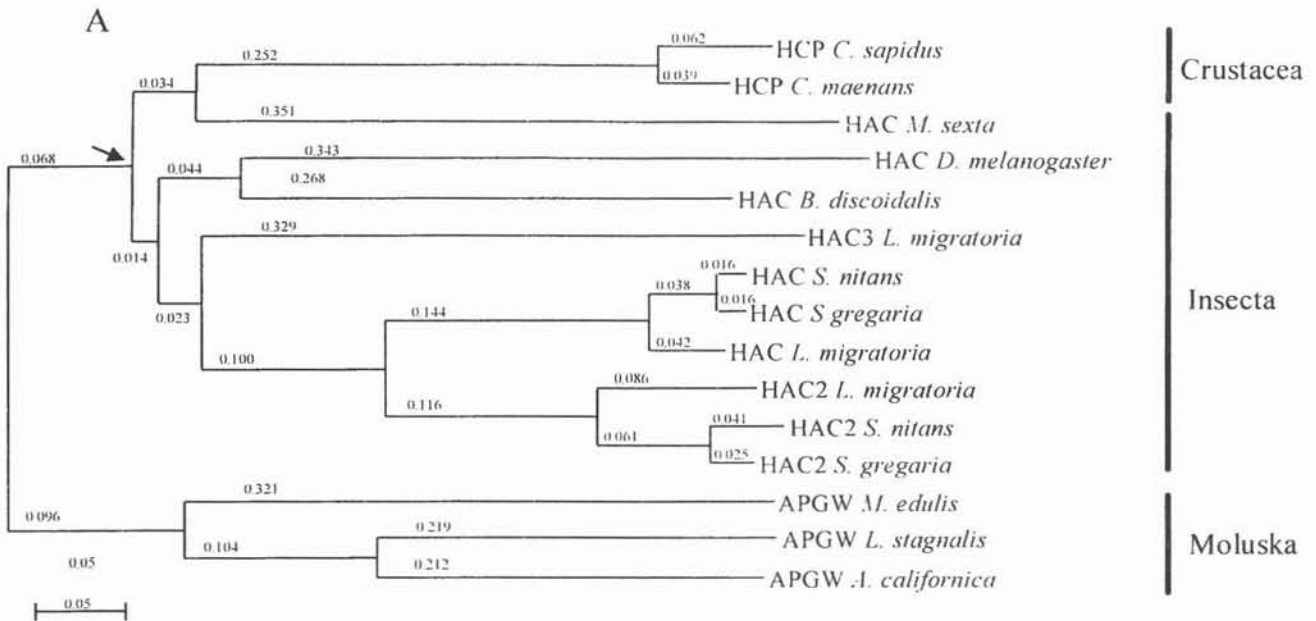 A
0.062
HCP C. sapidus
0.252
0.039
HCP C. maenans
Crustacea
0.034
0.351
HAC M. sexta
0.068
0.343
HAC D. melanogaster
0.044
0.268
HAC B. discoidalis
0.329
HAC3 L. migratoria
0.014
0.016
HAC S. nitans
0.038
0.016
HAC S gregaria
Insecta
0.023
0.144
0.042
HAC L. migratoria
0.100
0.086
HAC2 L. migratoria
0.116
0.041
HAC2 S. nitans
0.061
0.025
HAC2 S. gregaria
0.321
APGW M. edulis
0.096
0.219
APGW L. stagnalis
Moluska
0.104
0.05
0.212
APGW A. californica
0.05